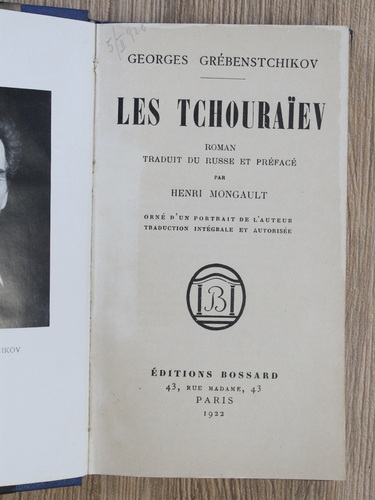 GEORGES GRÉBENSTCHIKOV
LES TCHOURAÏEV
ROMAN
TRADUIT DU RUSSE ET PRÉFACÉ
PAR
HENRI MONGAULT
ORNÉ D'UN PORTRAIT DE L'AUTEUR
TRADUCTION INTÉGRALE ET AUTORISÉE
B
ÉDITIONS BOSSARD
43, RUE MADAME, 43
PARIS
1922
IKOV